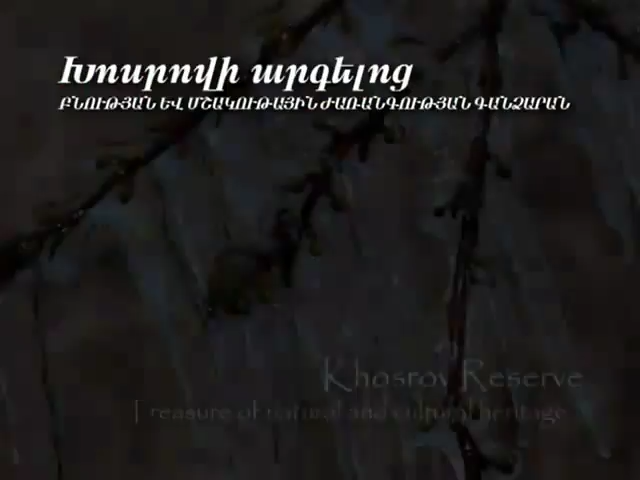 Խոսրովի արգելոց
ԲՆՈՒԹՅԱՆ ԵՎ ՄՇԱԿՈՒԹԱՅԻՆ ԺԱՌԱՆԳՈՒԹՅԱՆ ԳԱՆՁԱՐԱՆ
Khosrov Reserve
Treasure of natural and cultural heritage